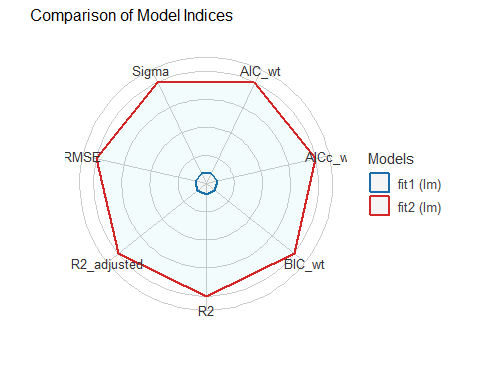 Comparison of Model Indices
Sigma
AIC_wt
RMSE
AICc_w
Models
fit1 (lm)
fit2 (lm)
R2_adjusted
BIC_wt
R2